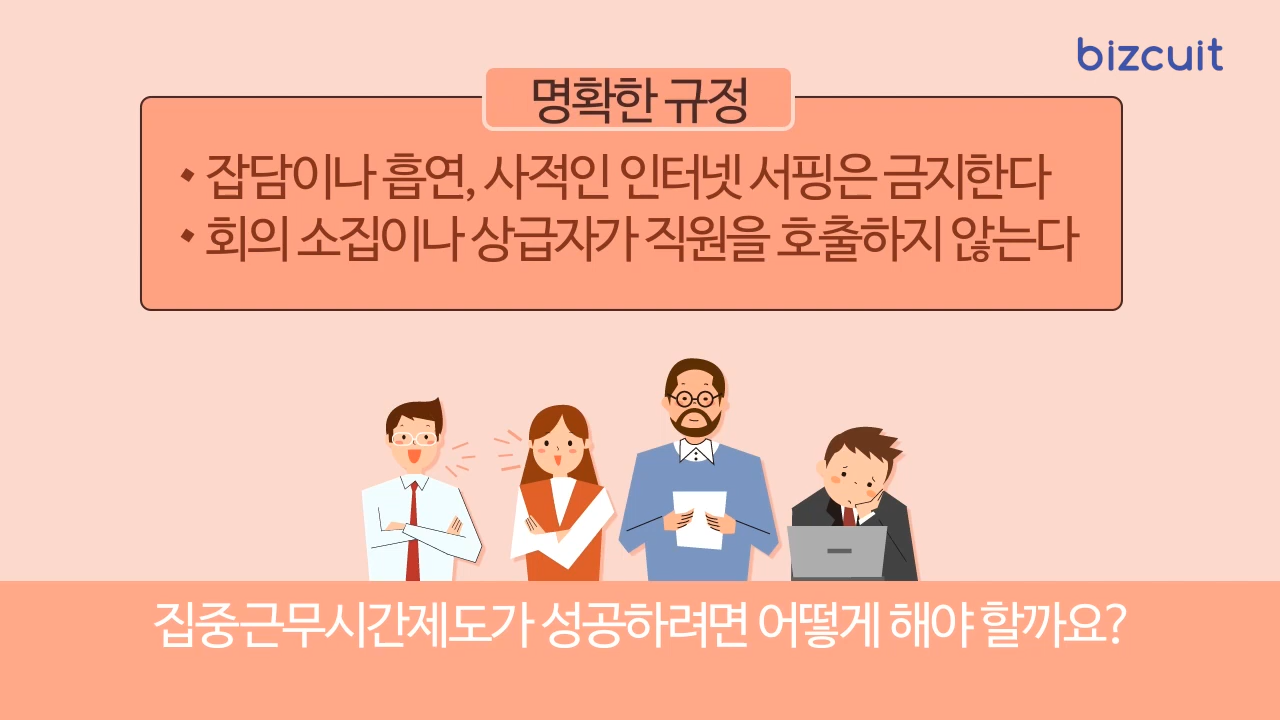 bizcuit
명확한 규정
◆ 잡담이나 흡연, 사적인 인터넷 서핑은 금지한다
◆ 회의 소집이나 상급자가 직원을 호출하지 않는다
집중근무시간제도가 성공하려면 어떻게 해야 할까요?